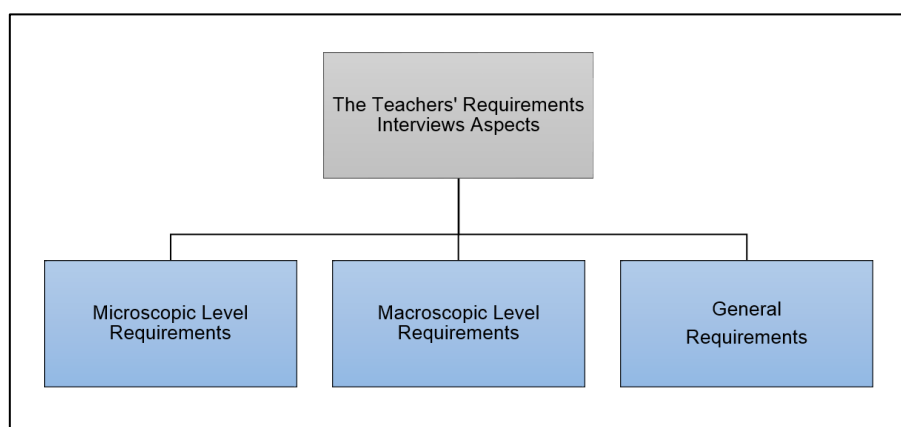 The Teachers' Requirements
Interviews Aspects
Microscopic Level
Requirements
Macroscopic Level
Requirements
General
Requirements